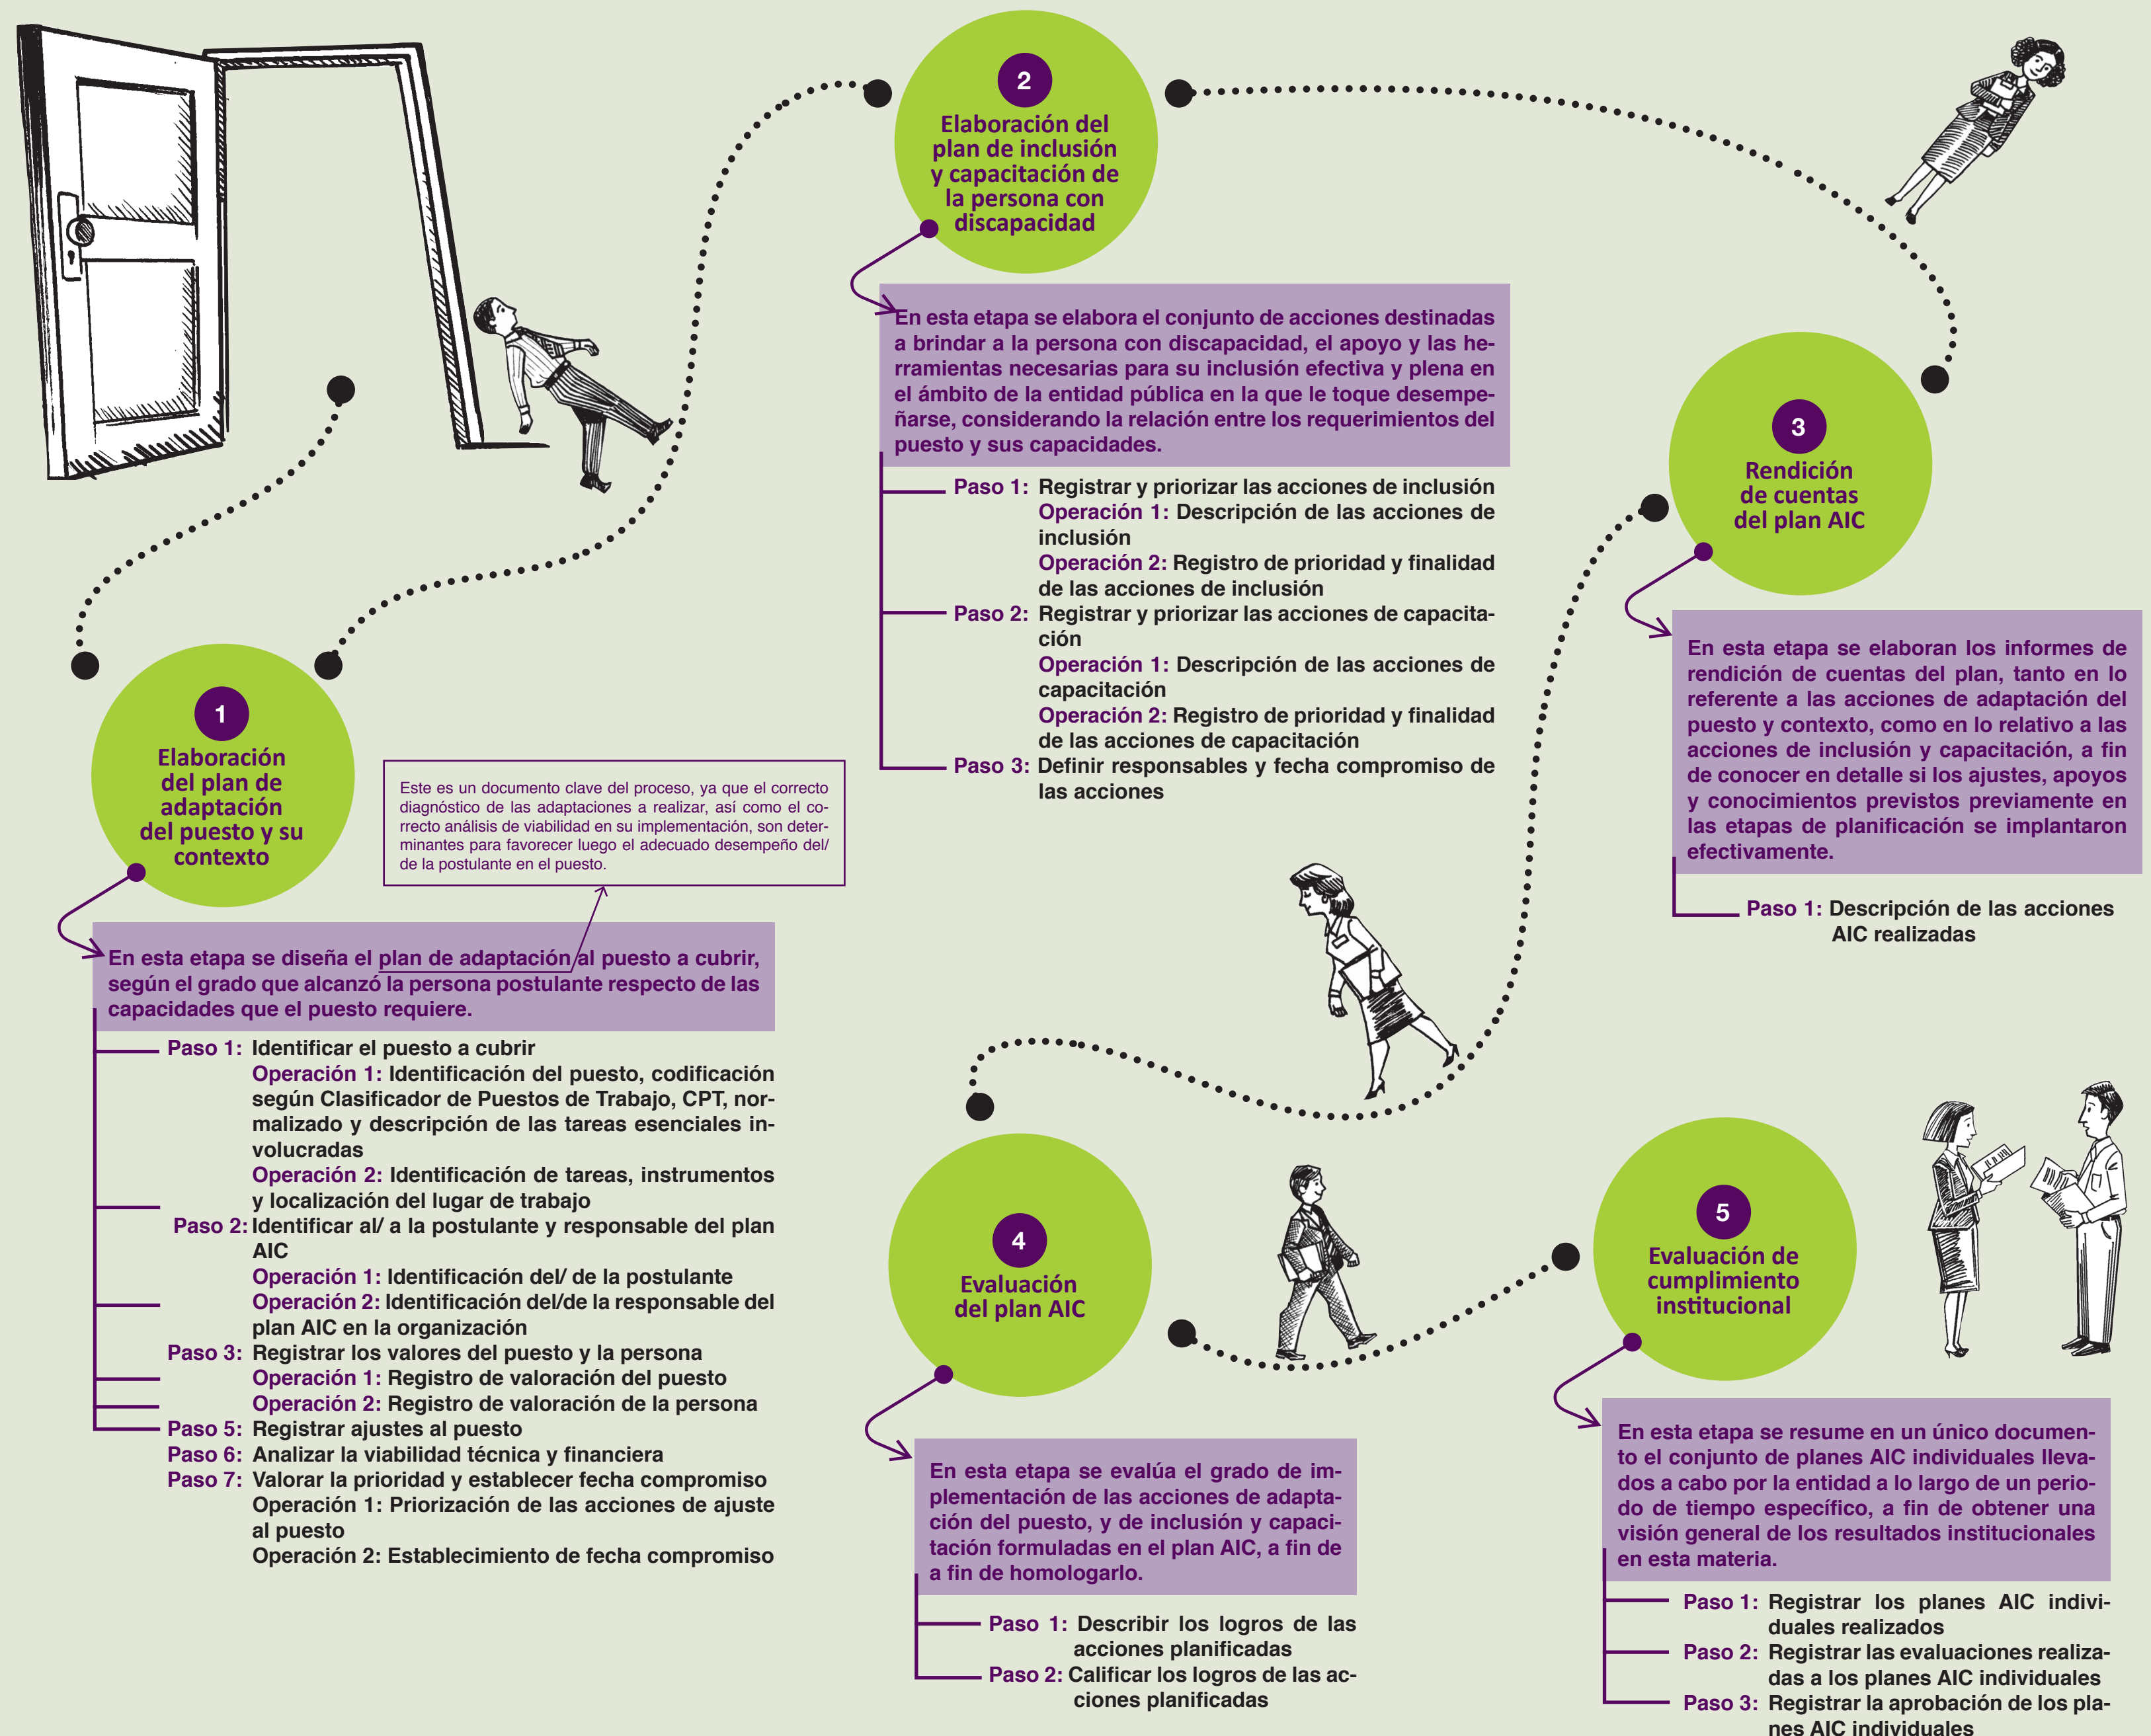 1
Elaboración
del plan de
adaptación
del puesto y su
contexto
Este es un documento clave del proceso, ya que el correcto
diagnóstico de las adaptaciones a realizar, así como el co-
rrecto análisis de viabilidad en su implementación, son deter-
minantes para favorecer luego el adecuado desempeño del/
de la postulante en el puesto.
En esta etapa se diseña el plan de adaptación al puesto a cubrir,
según el grado que alcanzó la persona postulante respecto de las
capacidades que el puesto requiere.
Paso 1: Identificar el puesto a cubrir
Operación 1: Identificación del puesto, codificación
según Clasificador de Puestos de Trabajo, CPT, nor-
malizado y descripción de las tareas esenciales in-
volucradas
Operación 2: Identificación de tareas, instrumentos
y localización del lugar de trabajo
Paso 2: Identificar al/ a la postulante y responsable del plan
AIC
Operación 1: Identificación del/ de la postulante
Operación 2: Identificación del/de la responsable del
plan AIC en la organización
Paso 3: Registrar los valores del puesto y la persona
Operación 1: Registro de valoración del puesto
Operación 2: Registro de valoración de la persona
Paso 5: Registrar ajustes al puesto
Paso 6: Analizar la viabilidad técnica y financiera
Paso 7: Valorar la prioridad y establecer fecha compromiso
Operación 1: Priorización de las acciones de ajuste
al puesto
Operación 2: Establecimiento de fecha compromiso
2
Elaboración del
plan de inclusión
y capacitación de
la persona con
discapacidad
En esta etapa se elabora el conjunto de acciones destinadas
a brindar a la persona con discapacidad, el apoyo y las he-
rramientas necesarias para su inclusión efectiva y plena en
el ámbito de la entidad pública en la que le toque desempe-
ñarse, considerando la relación entre los requerimientos del
puesto y sus capacidades.
Paso 1: Registrar y priorizar las acciones de inclusión
Operación 1: Descripción de las acciones de
inclusión
Operación 2: Registro de prioridad y finalidad
de las acciones de inclusión
Paso 2: Registrar y priorizar las acciones de capacita-
ción
Operación 1: Descripción de las acciones de
capacitación
Operación 2: Registro de prioridad y finalidad
de las acciones de capacitación
Paso 3: Definir responsables y fecha compromiso de
las acciones
3
Rendición
de cuentas
del plan AIC
En esta etapa se elaboran los informes de
rendición de cuentas del plan, tanto en lo
referente a las acciones de adaptación del
puesto y contexto, como en lo relativo a las
acciones de inclusión y capacitación, a fin
de conocer en detalle si los ajustes, apoyos
y conocimientos previstos previamente en
las etapas de planificación se implantaron
efectivamente.
Paso 1: Descripción de las acciones
AIC realizadas
4
Evaluación
del plan AIC
En esta etapa se evalúa el grado de im-
plementación de las acciones de adapta-
ción del puesto, y de inclusión y capaci-
tación formuladas en el plan AIC, a fin de
a fin de homologarlo.
Paso 1: Describir los logros de las
acciones planificadas
Paso 2: Calificar los logros de las ac-
ciones planificadas
5
Evaluación de
cumplimiento
institucional
En esta etapa se resume en un único documen-
to el conjunto de planes AIC individuales lleva-
dos a cabo por la entidad a lo largo de un perio-
do de tiempo específico, a fin de obtener una
visión general de los resultados institucionales
en esta materia.
Paso 1: Registrar los planes AIC indivi-
duales realizados
Paso 2: Registrar las evaluaciones realiza-
das a los planes AIC individuales
Paso 3: Registrar la aprobación de los pla-
nes AIC individuales